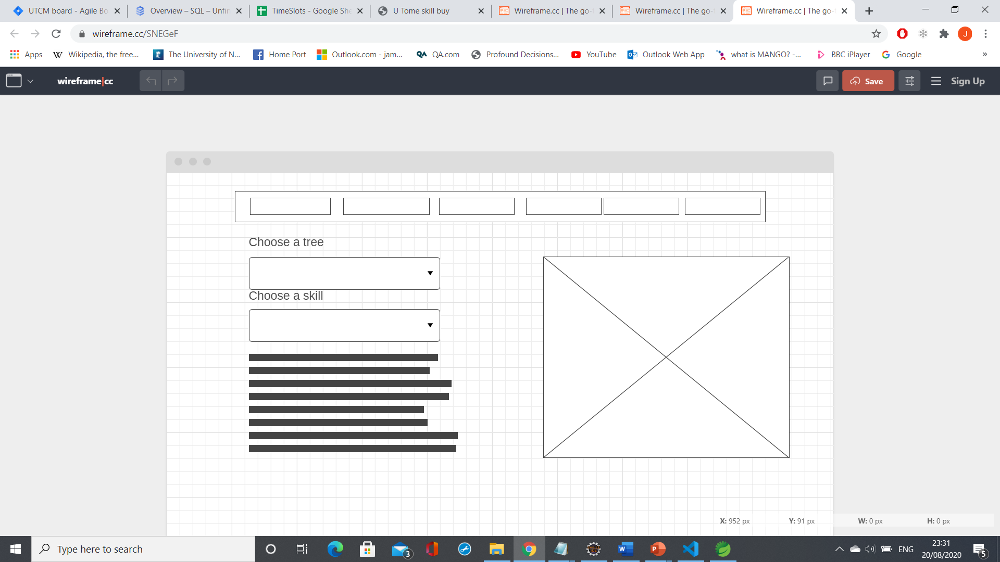 UTCM board - Agile Bo
Overview – SQL – Unfin
TimeSlots - Google She
U Tome skill buy
Wireframe.cc | The go-
Wireframe.cc | The go-
Wireframe.cc | The go-
wireframe.cc/SNEGeF
J
Apps
W Wikipedia, the free...
The University of N...
Home Port
Outlook.com - jam...
QA QA.com
Profound Decisions...
YouTube
Outlook Web App
what is MANGO? -...
BBC iPlayer
Google
»
wireframe|cc
Save
Sign Up
Choose a tree
Choose a skill
X: 952 px
Y: 91 px
W: 0 px
H: 0 px
Type here to search
3
ENG
23:31
20/08/2020
5